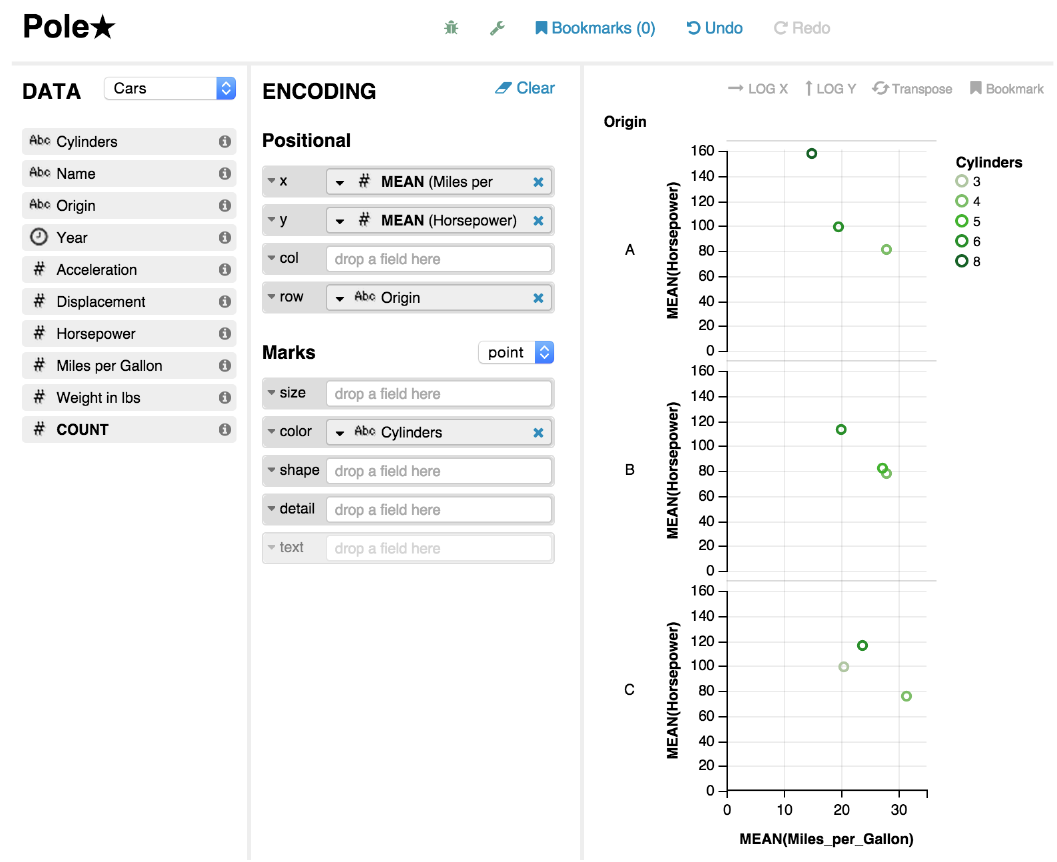 Pole★
Bookmarks (0) Undo Redo
DATA Cars
Abc Cylinders
Abc Name
Abc Origin
Year
# Acceleration
# Displacement
# Horsepower
# Miles per Gallon
# Weight in lbs
# COUNT
ENCODING Clear
Positional
x # MEAN (Miles per
y # MEAN (Horsepower)
col drop a field here
row Abc Origin
Marks point
size drop a field here
color Abc Cylinders
shape drop a field here
detail drop a field here
text drop a field here
LOG X LOG Y Transpose Bookmark
Origin
A
MEAN(Horsepower)
160
140
120
100
80
60
40
20
0
B
MEAN(Horsepower)
160
140
120
100
80
60
40
20
0
C
MEAN(Horsepower)
160
140
120
100
80
60
40
20
0
0 10 20 30
MEAN(Miles_per_Gallon)
Cylinders
3
4
5
6
8